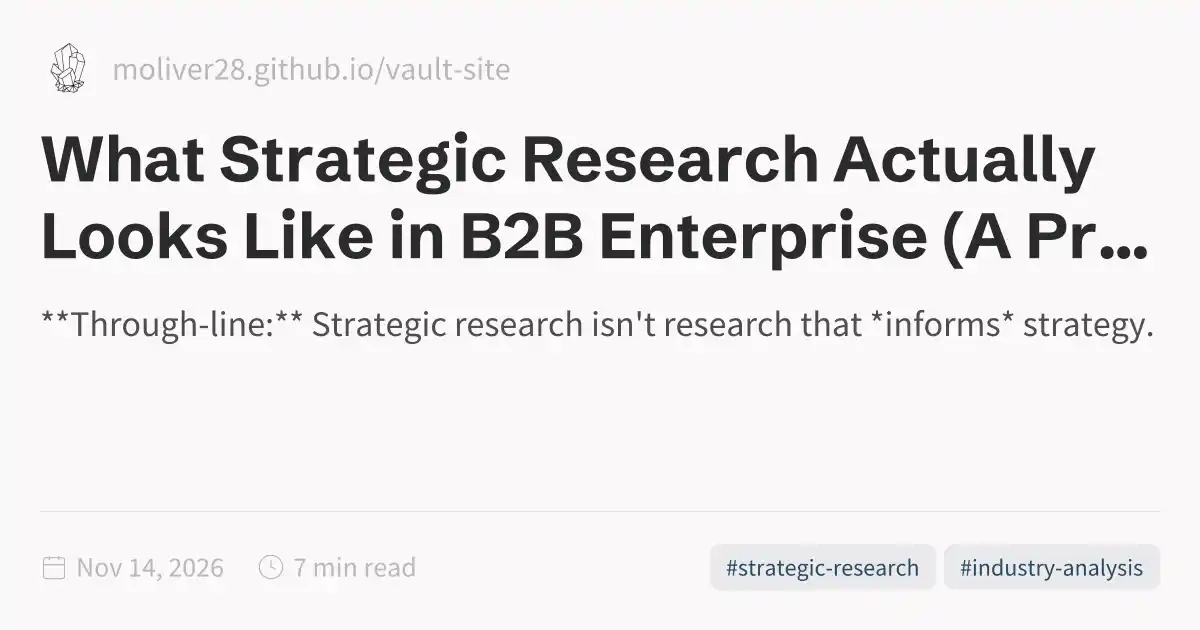 moliver28.github.io/vault-site
What Strategic Research Actually
Looks Like in B2B Enterprise (A Pr...
**Through-line:** Strategic research isn't research that *informs* strategy.
Nov 14, 2026
7 min read
#strategic-research
#industry-analysis